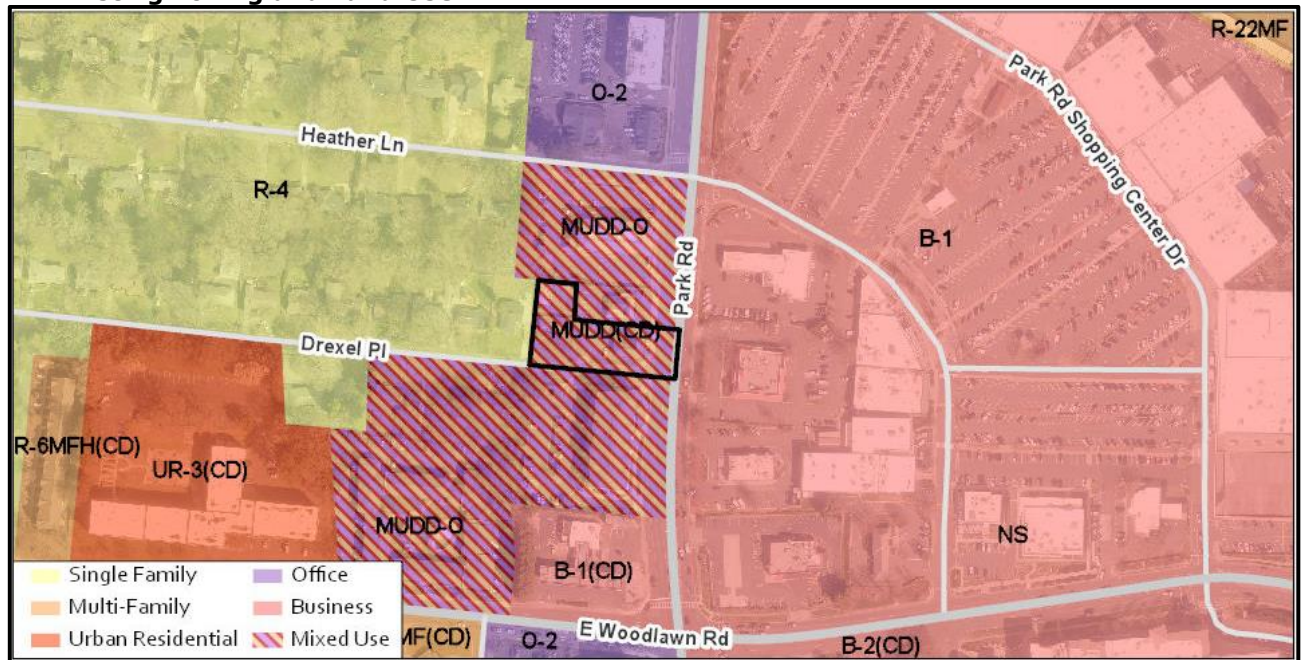 R-22MF
O-2
Park Rd Shopping Center Dr
Heather Ln
R-4
MUDD-O
B-1
Park Rd
MUDD(CD)
Drexel Pl
R-6MFH(CD)
UR-3(CD)
MUDD-O
NS
B-1(CD)
Single Family
Office
Multi-Family
Business
Urban Residential
Mixed Use
MF(CD)
O-2
E Woodlawn Rd
B-2(CD)